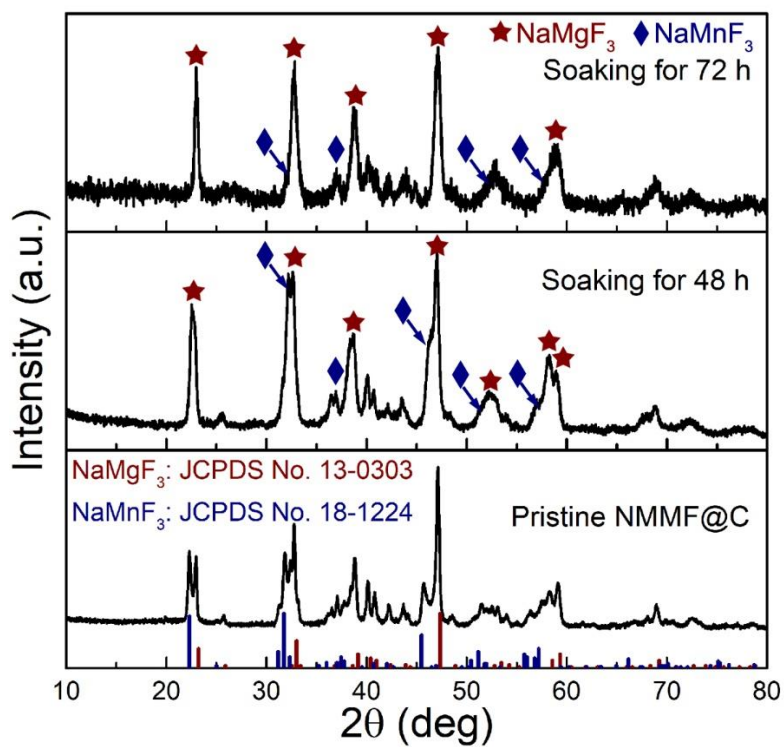 NaMgF₃ NaMnF₃
Soaking for 72 h
Soaking for 48 h
NaMgF₃: JCPDS No. 13-0303
NaMnF₃: JCPDS No. 18-1224
Pristine NMMF@C
Intensity (a.u.)
10 20 30 40 50 60 70 80
2θ (deg)